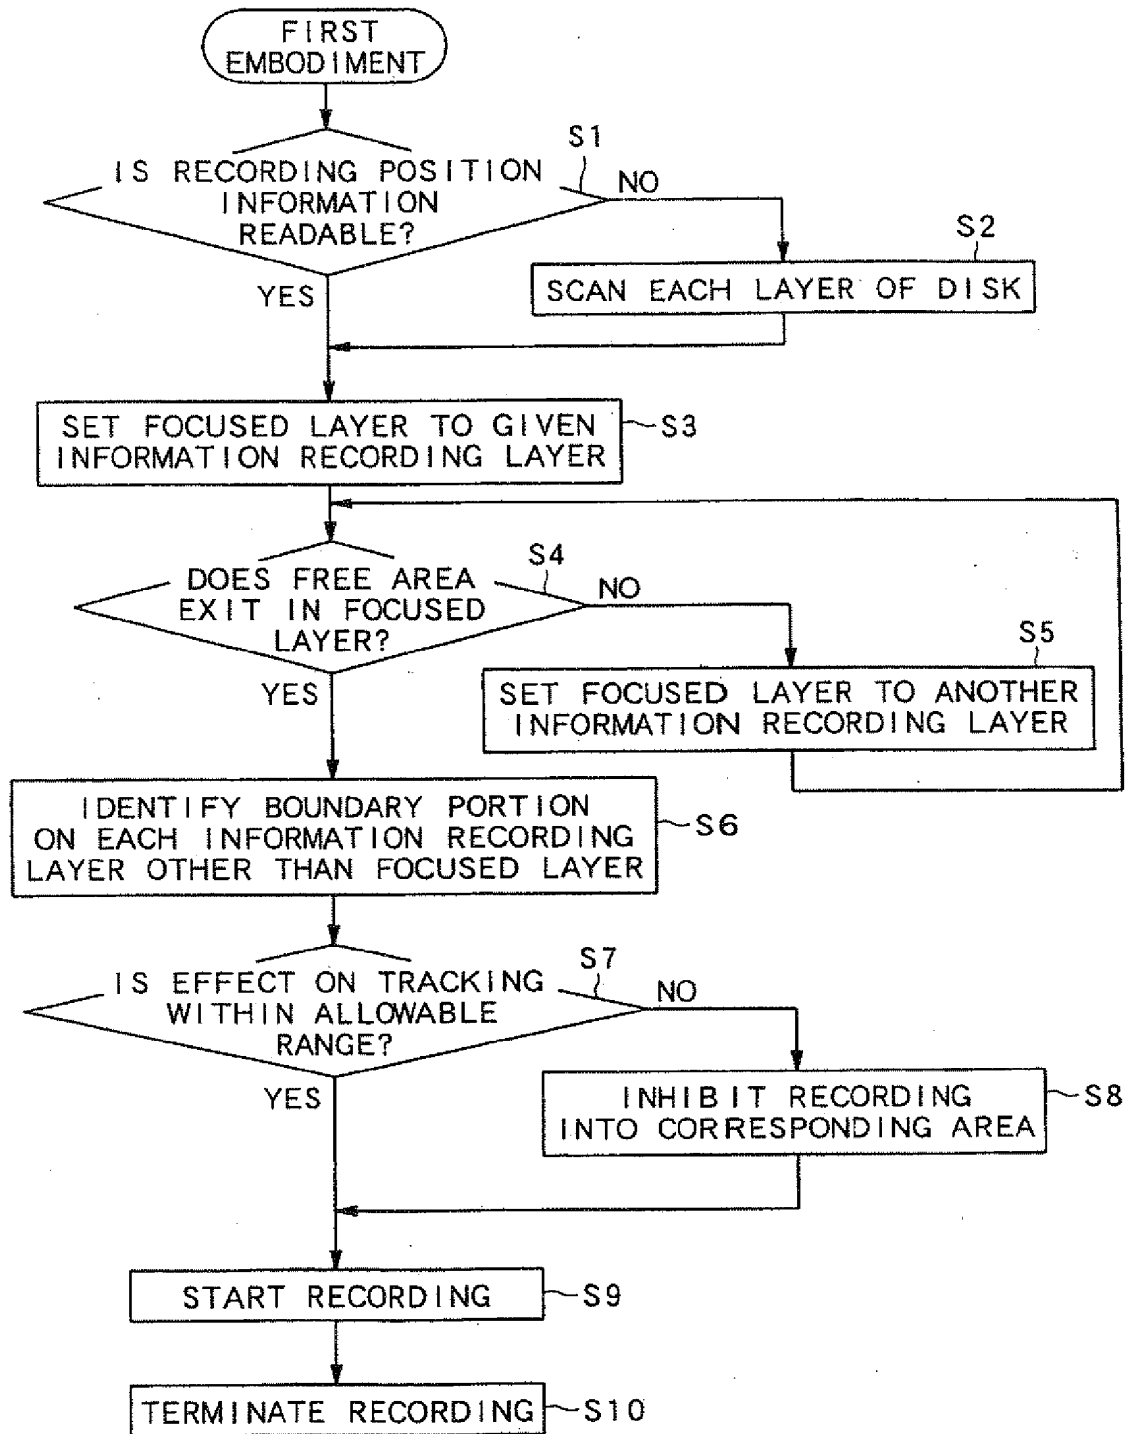 FIRST
EMBODIMENT
S1
IS RECORDING POSITION
INFORMATION
READABLE?
NO
YES
S2
SCAN EACH LAYER OF DISK
SET FOCUSED LAYER TO GIVEN
INFORMATION RECORDING LAYER
S3
S4
DOES FREE AREA
EXIT IN FOCUSED
LAYER?
NO
YES
S5
SET FOCUSED LAYER TO ANOTHER
INFORMATION RECORDING LAYER
IDENTIFY BOUNDARY PORTION
ON EACH INFORMATION RECORDING
LAYER OTHER THAN FOCUSED LAYER
S6
S7
IS EFFECT ON TRACKING
WITHIN ALLOWABLE
RANGE?
NO
YES
INHIBIT RECORDING
INTO CORRESPONDING AREA
S8
START RECORDING
S9
TERMINATE RECORDING
S10